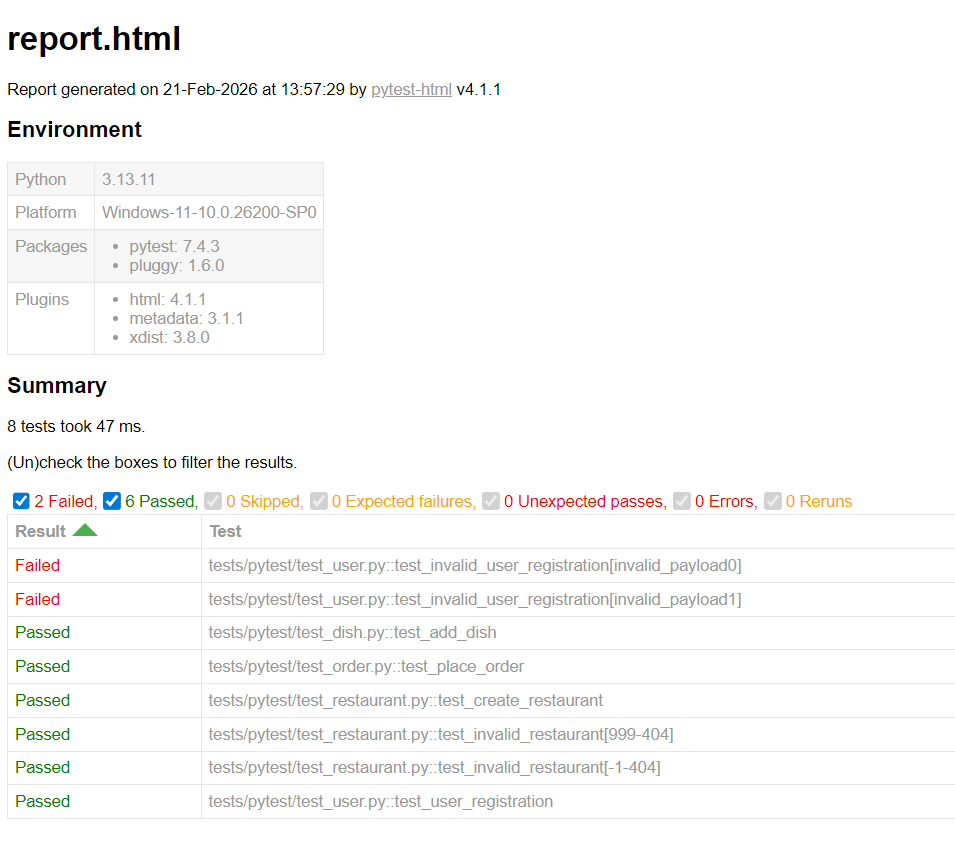 report.html
Report generated on 21-Feb-2026 at 13:57:29 by pytest-html v4.1.1
Environment
Python 3.13.11
Platform Windows-11-10.0.26200-SP0
Packages • pytest: 7.4.3
• pluggy: 1.6.0
Plugins • html: 4.1.1
• metadata: 3.1.1
• xdist: 3.8.0
Summary
8 tests took 47 ms.
(Un)check the boxes to filter the results.
2 Failed, 6 Passed, 0 Skipped, 0 Expected failures, 0 Unexpected passes, 0 Errors, 0 Reruns
Result Test
Failed tests/pytest/test_user.py::test_invalid_user_registration[invalid_payload0]
Failed tests/pytest/test_user.py::test_invalid_user_registration[invalid_payload1]
Passed tests/pytest/test_dish.py::test_add_dish
Passed tests/pytest/test_order.py::test_place_order
Passed tests/pytest/test_restaurant.py::test_create_restaurant
Passed tests/pytest/test_restaurant.py::test_invalid_restaurant[999-404]
Passed tests/pytest/test_restaurant.py::test_invalid_restaurant[-1-404]
Passed tests/pytest/test_user.py::test_user_registration